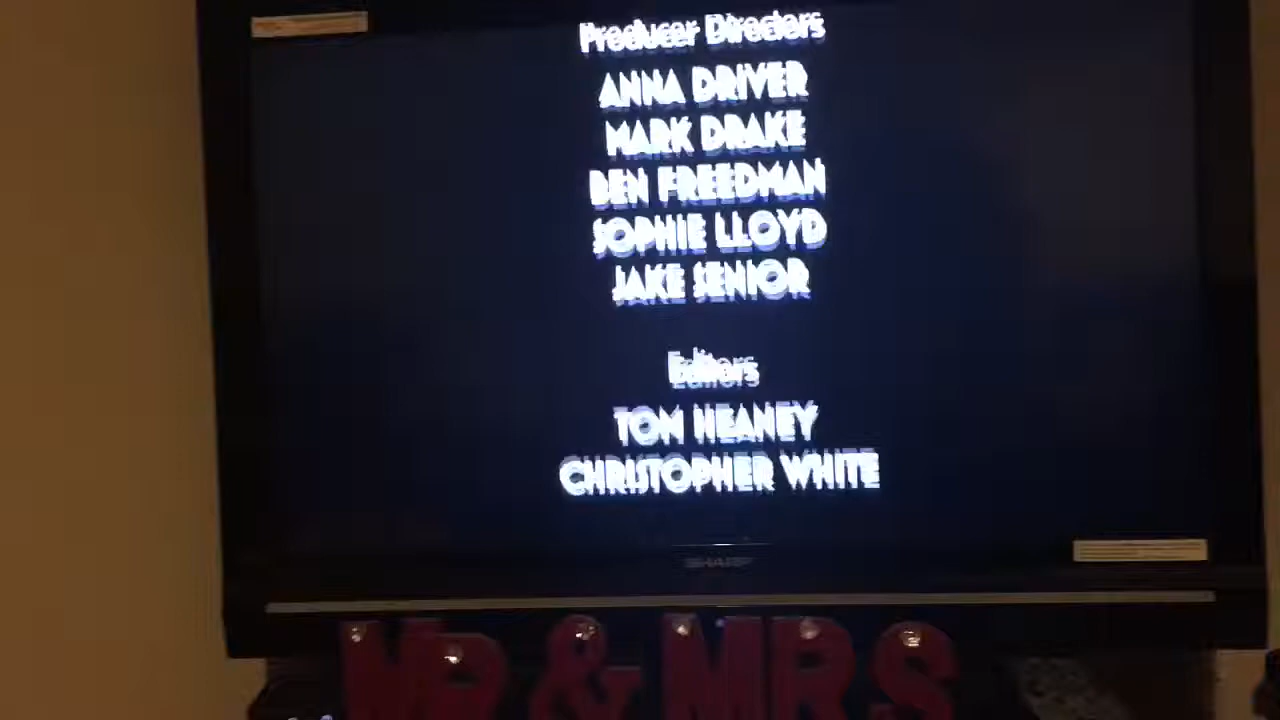 Producer Directors
ANNA DRIVER
MARK DRAKE
BEN FREEDMAN
SOPHIE LLOYD
JAKE SENIOR
Editors
TOM HEANEY
CHRISTOPHER WHITE
SHARP
MR & MRS